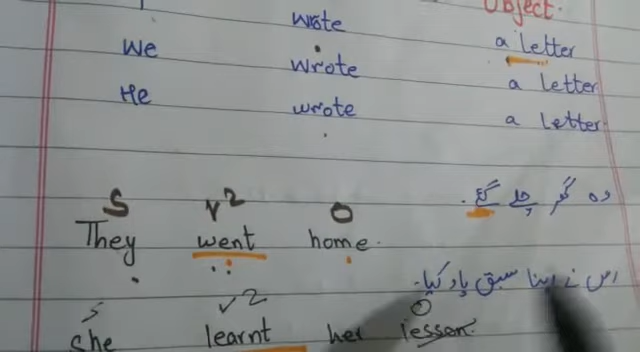 Object.
wrote
We wrote a letter
He wrote a letter
a letter
وہ گھر چلے گئے۔
S v2 O
They went home.
اس نے اپنا سبق یاد کیا۔
S v2 O
She learnt her lesson.